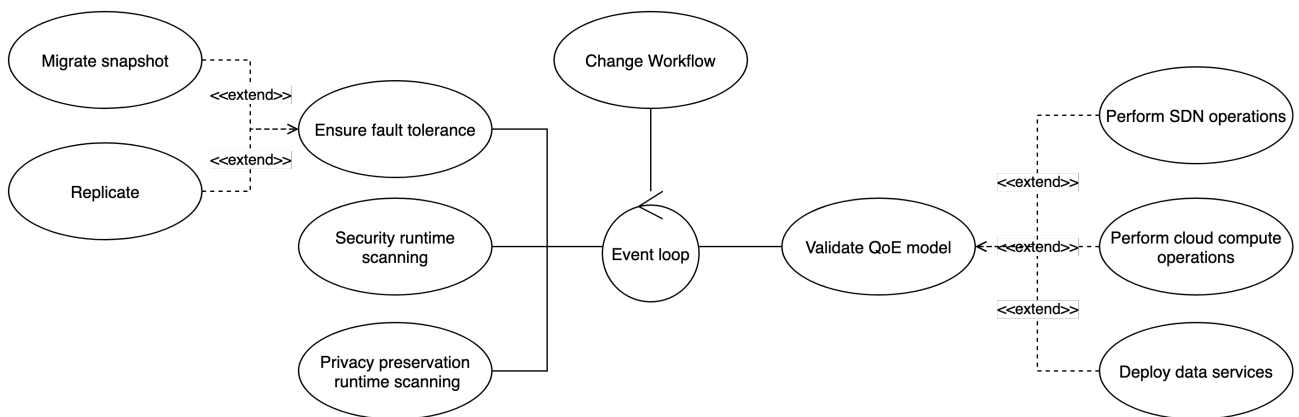 Migrate snapshot
<<extend>>
<<extend>>
Replicate
Ensure fault tolerance
Security runtime
scanning
Privacy preservation
runtime scanning
Change Workflow
Event loop
Validate QoE model
<<extend>>
<<extend>>
<<extend>>
Perform SDN operations
Perform cloud compute
operations
Deploy data services